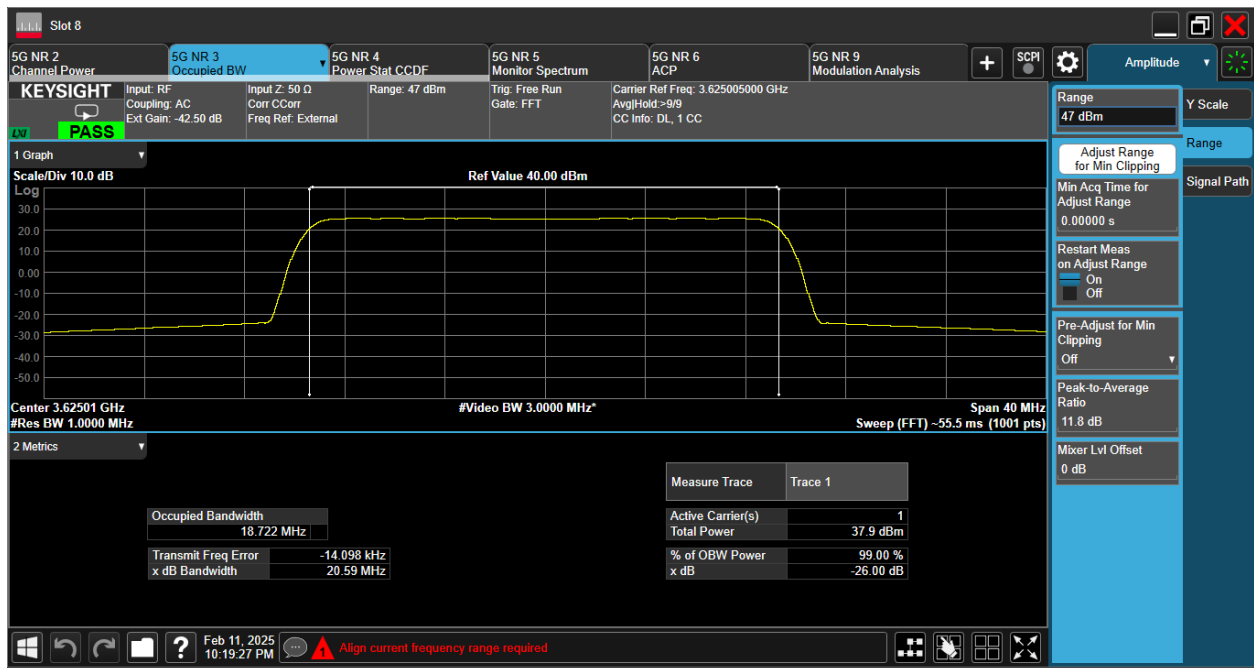 Slot 8
5G NR 2
Channel Power
5G NR 3
Occupied BW
5G NR 4
Power Stat CCDF
5G NR 5
Monitor Spectrum
5G NR 6
ACP
5G NR 9
Modulation Analysis
SCPI
Amplitude
KEYSIGHT
LXI
PASS
Input: RF
Coupling: AC
Ext Gain: -42.50 dB
Input Z: 50 Ω
Corr CCorr
Freq Ref: External
Range: 47 dBm
Trig: Free Run
Gate: FFT
Carrier Ref Freq: 3.625005000 GHz
Avg|Hold:>9/9
CC Info: DL, 1 CC
1 Graph
Scale/Div 10.0 dB
Ref Value 40.00 dBm
Log
30.0
20.0
10.0
0.00
-10.0
-20.0
-30.0
-40.0
-50.0
Center 3.62501 GHz
#Video BW 3.0000 MHz*
Span 40 MHz
#Res BW 1.0000 MHz
Sweep (FFT) ~55.5 ms (1001 pts)
2 Metrics
Measure Trace Trace 1
Occupied Bandwidth
18.722 MHz
Transmit Freq Error -14.098 kHz
x dB Bandwidth 20.59 MHz
Active Carrier(s) 1
Total Power 37.9 dBm
% of OBW Power 99.00 %
x dB -26.00 dB
Range
47 dBm
Adjust Range
for Min Clipping
Min Acq Time for
Adjust Range
0.00000 s
Restart Meas
on Adjust Range
On
Off
Pre-Adjust for Min
Clipping
Off
Peak-to-Average
Ratio
11.8 dB
Mixer Lvl Offset
0 dB
Y Scale
Range
Signal Path
?
Feb 11, 2025
10:19:27 PM
1
Align current frequency range required